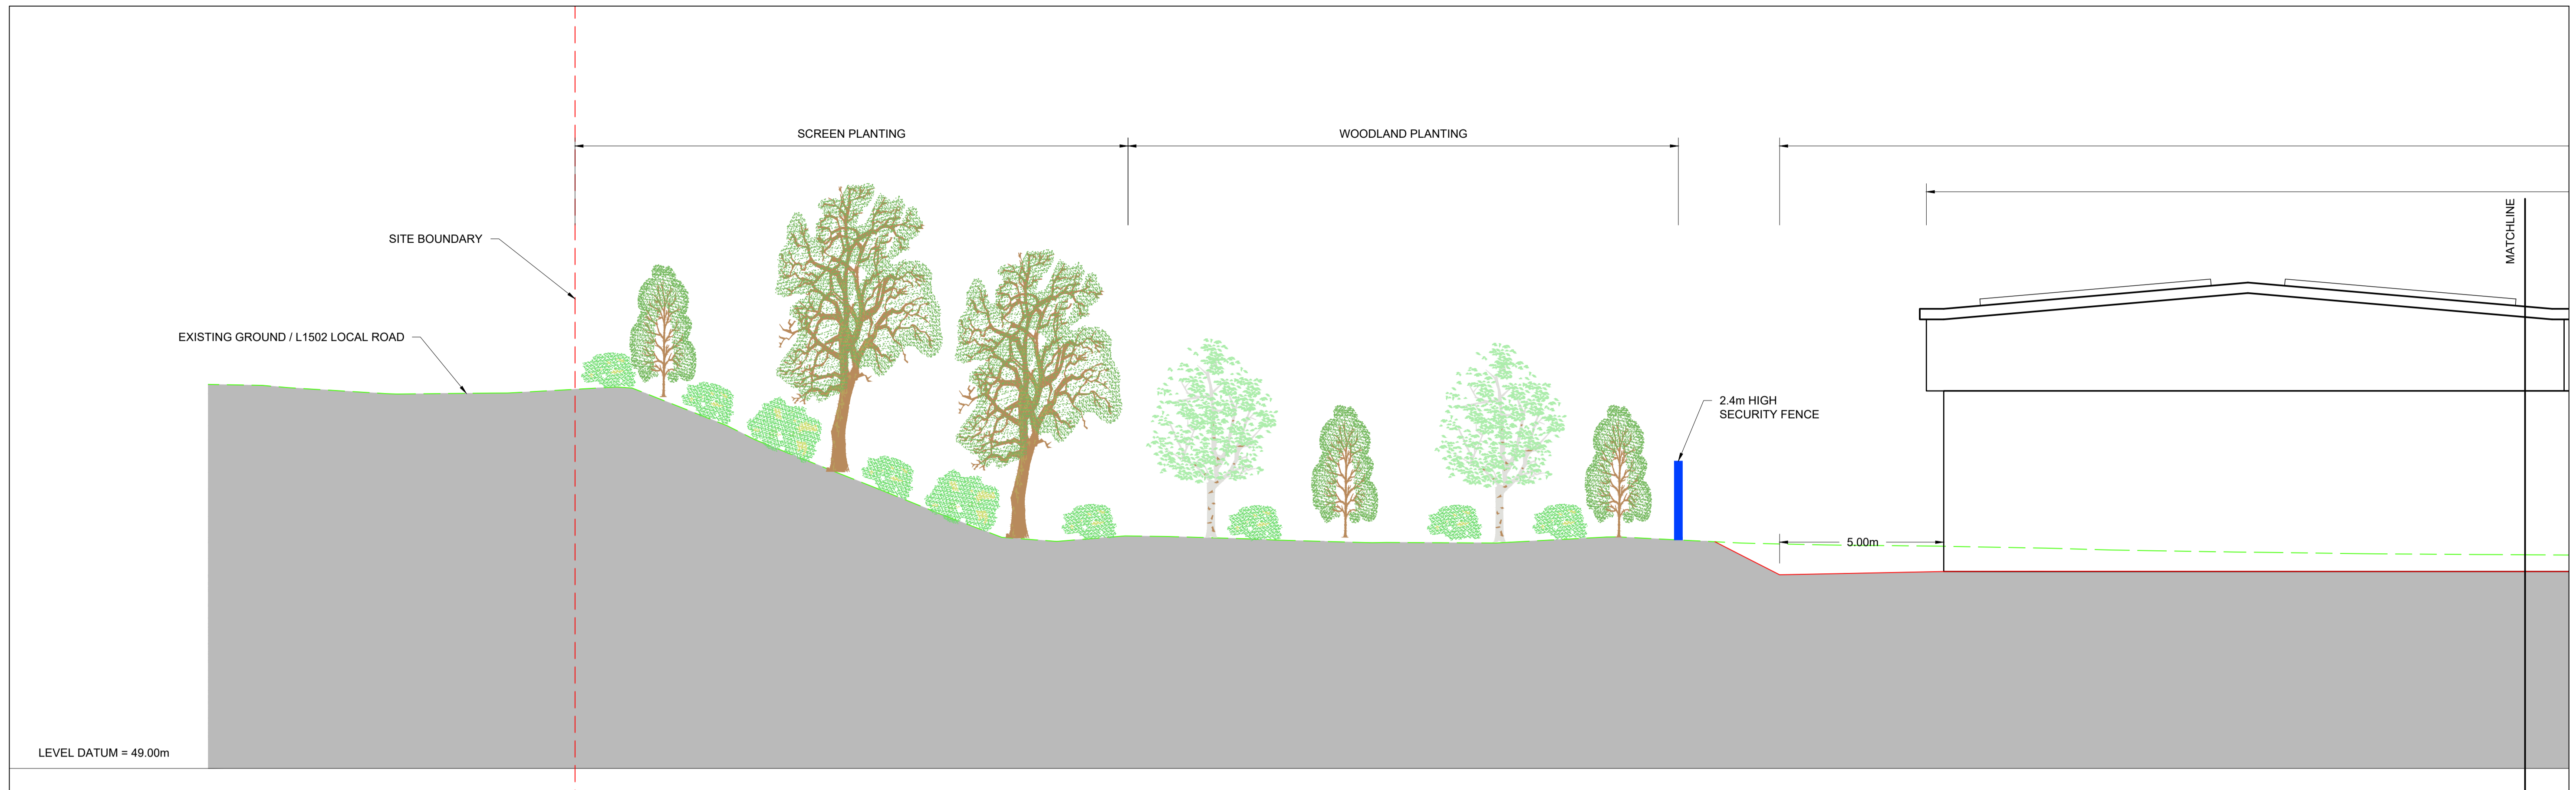 SCREEN PLANTING
WOODLAND PLANTING
MATCHLINE
SITE BOUNDARY
EXISTING GROUND / L1502 LOCAL ROAD
2.4m HIGH
SECURITY FENCE
5.00m
LEVEL DATUM = 49.00m